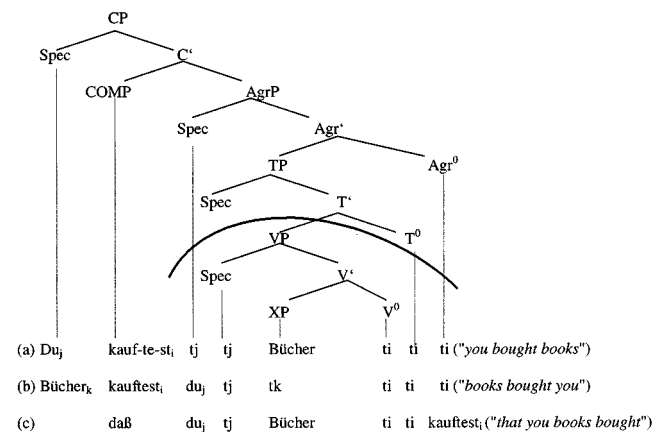 CP
Spec C‘
COMP AgrP
Spec Agr‘
TP Agr⁰
Spec T‘
VP T⁰
Spec V‘
XP V⁰
(a) Duⱼ kauf-te-stᵢ tj tj Bücher ti ti ti ("you bought books")
(b) Bücherₖ kauftestᵢ duⱼ tj tk ti ti ti ("books bought you")
(c) daß duⱼ tj Bücher ti ti kauftestᵢ ("that you books bought")